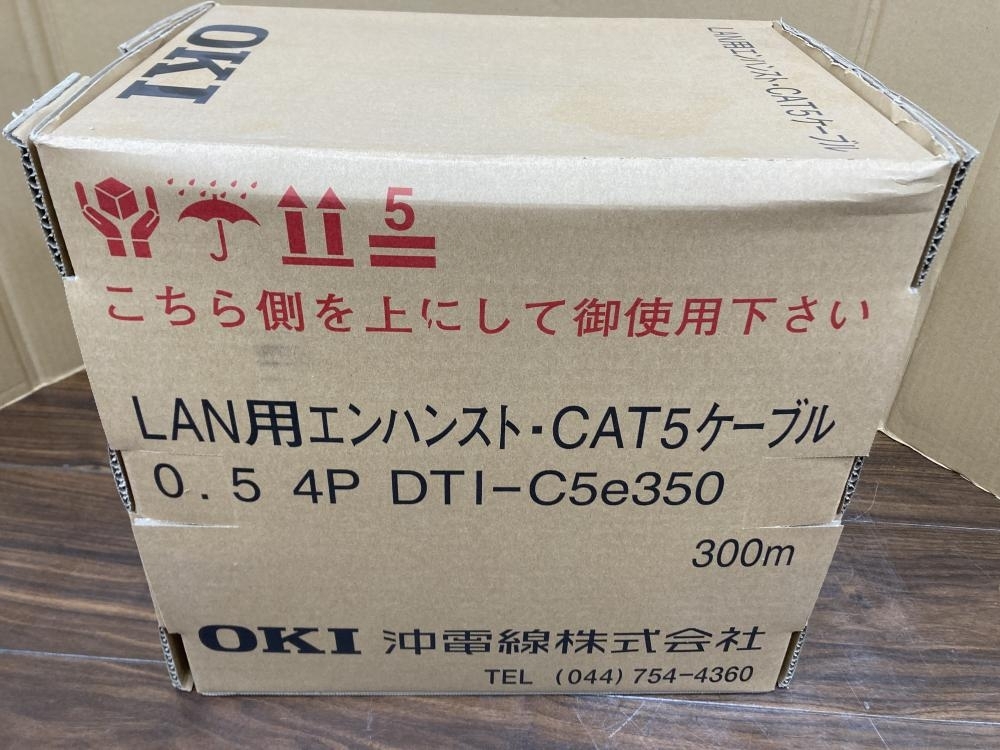 OKI
LAN用エンハンスト・CAT5ケーブル
5
こちら側を上にして御使用下さい
LAN用エンハンスト・CAT5ケーブル
0.5 4P DTI-C5e350
300m
OKI 沖電線株式会社
TEL (044) 754-4360